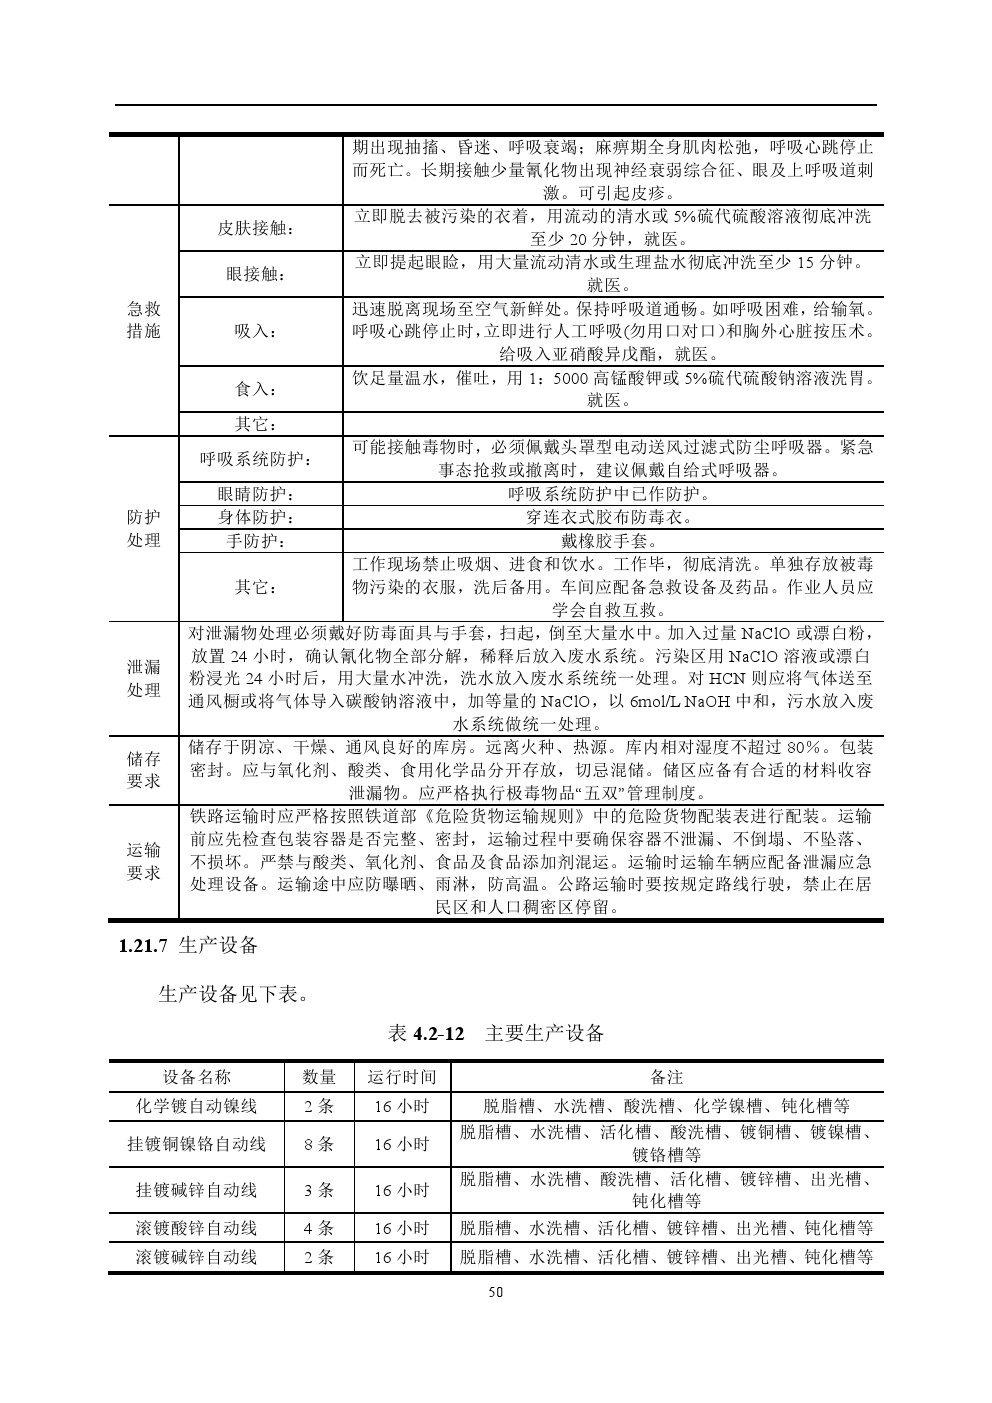 期出现抽搐、昏迷、呼吸衰竭；麻痹期全身肌肉松弛，呼吸心跳停止
而死亡。长期接触少量氰化物出现神经衰弱综合征、眼及上呼吸道刺
激。可引起皮疹。
急救
措施
皮肤接触：
立即脱去被污染的衣着，用流动的清水或 5%硫代硫酸溶液彻底冲洗
至少 20 分钟，就医。
眼接触：
立即提起眼睑，用大量流动清水或生理盐水彻底冲洗至少 15 分钟。
就医。
吸入：
迅速脱离现场至空气新鲜处。保持呼吸道通畅。如呼吸困难，给输氧。
呼吸心跳停止时，立即进行人工呼吸(勿用口对口）和胸外心脏按压术。
给吸入亚硝酸异戊酯，就医。
食入：
饮足量温水，催吐，用 1：5000 高锰酸钾或 5%硫代硫酸钠溶液洗胃。
就医。
其它：
防护
处理
呼吸系统防护：
可能接触毒物时，必须佩戴头罩型电动送风过滤式防尘呼吸器。紧急
事态抢救或撤离时，建议佩戴自给式呼吸器。
眼睛防护：
呼吸系统防护中已作防护。
身体防护：
穿连衣式胶布防毒衣。
手防护：
戴橡胶手套。
其它：
工作现场禁止吸烟、进食和饮水。工作毕，彻底清洗。单独存放被毒
物污染的衣服，洗后备用。车间应配备急救设备及药品。作业人员应
学会自救互救。
泄漏
处理
对泄漏物处理必须戴好防毒面具与手套，扫起，倒至大量水中。加入过量 NaClO 或漂白粉，
放置 24 小时，确认氰化物全部分解，稀释后放入废水系统。污染区用 NaClO 溶液或漂白
粉浸光 24 小时后，用大量水冲洗，洗水放入废水系统统一处理。对 HCN 则应将气体送至
通风橱或将气体导入碳酸钠溶液中，加等量的 NaClO，以 6mol/L NaOH 中和，污水放入废
水系统做统一处理。
储存
要求
储存于阴凉、干燥、通风良好的库房。远离火种、热源。库内相对湿度不超过 80％。包装
密封。应与氧化剂、酸类、食用化学品分开存放，切忌混储。储区应备有合适的材料收容
泄漏物。应严格执行极毒物品“五双”管理制度。
运输
要求
铁路运输时应严格按照铁道部《危险货物运输规则》中的危险货物配装表进行配装。运输
前应先检查包装容器是否完整、密封，运输过程中要确保容器不泄漏、不倒塌、不坠落、
不损坏。严禁与酸类、氧化剂、食品及食品添加剂混运。运输时运输车辆应配备泄漏应急
处理设备。运输途中应防曝晒、雨淋，防高温。公路运输时要按规定路线行驶，禁止在居
民区和人口稠密区停留。
1.21.7 生产设备
生产设备见下表。
表 4.2-12 主要生产设备
设备名称 数量 运行时间 备注
化学镀自动镍线 2 条 16 小时 脱脂槽、水洗槽、酸洗槽、化学镍槽、钝化槽等
挂镀铜镍铬自动线 8 条 16 小时 脱脂槽、水洗槽、活化槽、酸洗槽、镀铜槽、镀镍槽、
镀铬槽等
挂镀碱锌自动线 3 条 16 小时 脱脂槽、水洗槽、酸洗槽、活化槽、镀锌槽、出光槽、
钝化槽等
滚镀酸锌自动线 4 条 16 小时 脱脂槽、水洗槽、活化槽、镀锌槽、出光槽、钝化槽等
滚镀碱锌自动线 2 条 16 小时 脱脂槽、水洗槽、活化槽、镀锌槽、出光槽、钝化槽等
50